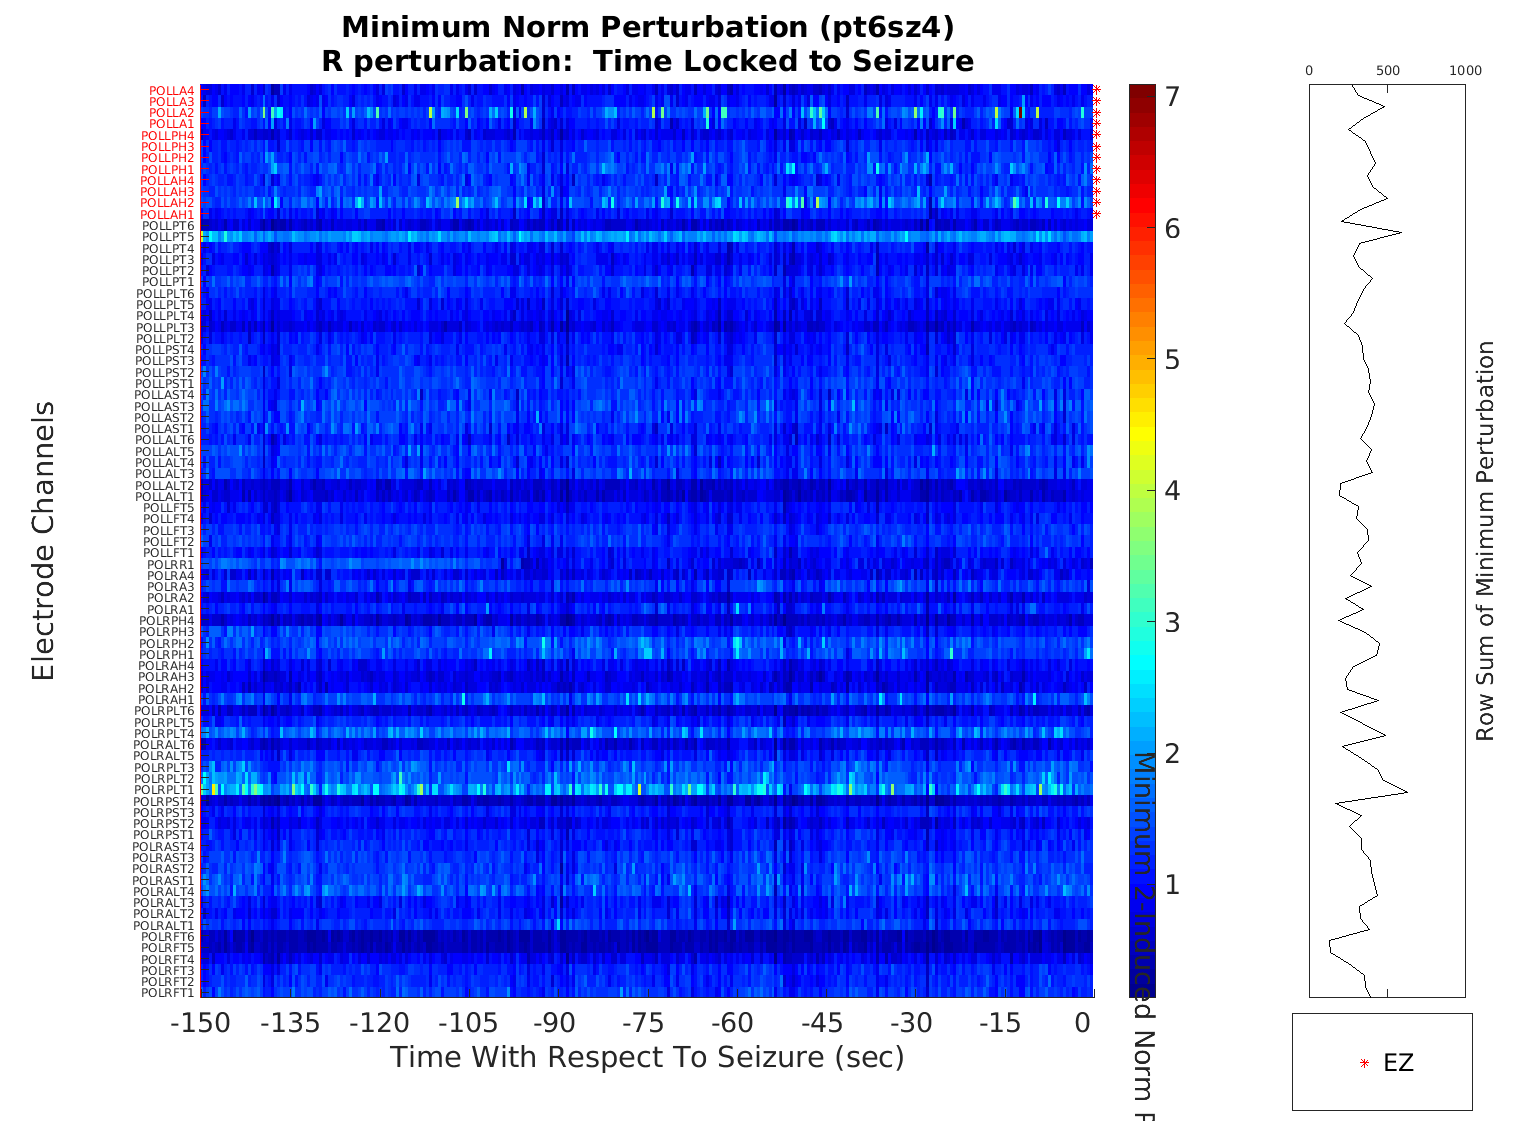 Minimum Norm Perturbation (pt6sz4)
R perturbation:  Time Locked to Seizure
Electrode Channels
POLLA4
POLLA3
POLLA2
POLLA1
POLLPH4
POLLPH3
POLLPH2
POLLPH1
POLLAH4
POLLAH3
POLLAH2
POLLAH1
POLLPT6
POLLPT5
POLLPT4
POLLPT3
POLLPT2
POLLPT1
POLLPLT6
POLLPLT5
POLLPLT4
POLLPLT3
POLLPLT2
POLLPST4
POLLPST3
POLLPST2
POLLPST1
POLLAST4
POLLAST3
POLLAST2
POLLAST1
POLLALT6
POLLALT5
POLLALT4
POLLALT3
POLLALT2
POLLALT1
POLLFT5
POLLFT4
POLLFT3
POLLFT2
POLLFT1
POLRR1
POLRA4
POLRA3
POLRA2
POLRA1
POLRPH4
POLRPH3
POLRPH2
POLRPH1
POLRAH4
POLRAH3
POLRAH2
POLRAH1
POLRPLT6
POLRPLT5
POLRPLT4
POLRALT6
POLRALT5
POLRPLT3
POLRPLT2
POLRPLT1
POLRPST4
POLRPST3
POLRPST2
POLRPST1
POLRAST4
POLRAST3
POLRAST2
POLRAST1
POLRALT4
POLRALT3
POLRALT2
POLRALT1
POLRFT6
POLRFT5
POLRFT4
POLRFT3
POLRFT2
POLRFT1
-150 -135 -120 -105 -90 -75 -60 -45 -30 -15 0
Time With Respect To Seizure (sec)
7
6
5
4
3
2
1
Minimum 2-Induced Norm P
0 500 1000
Row Sum of Minimum Perturbation
EZ